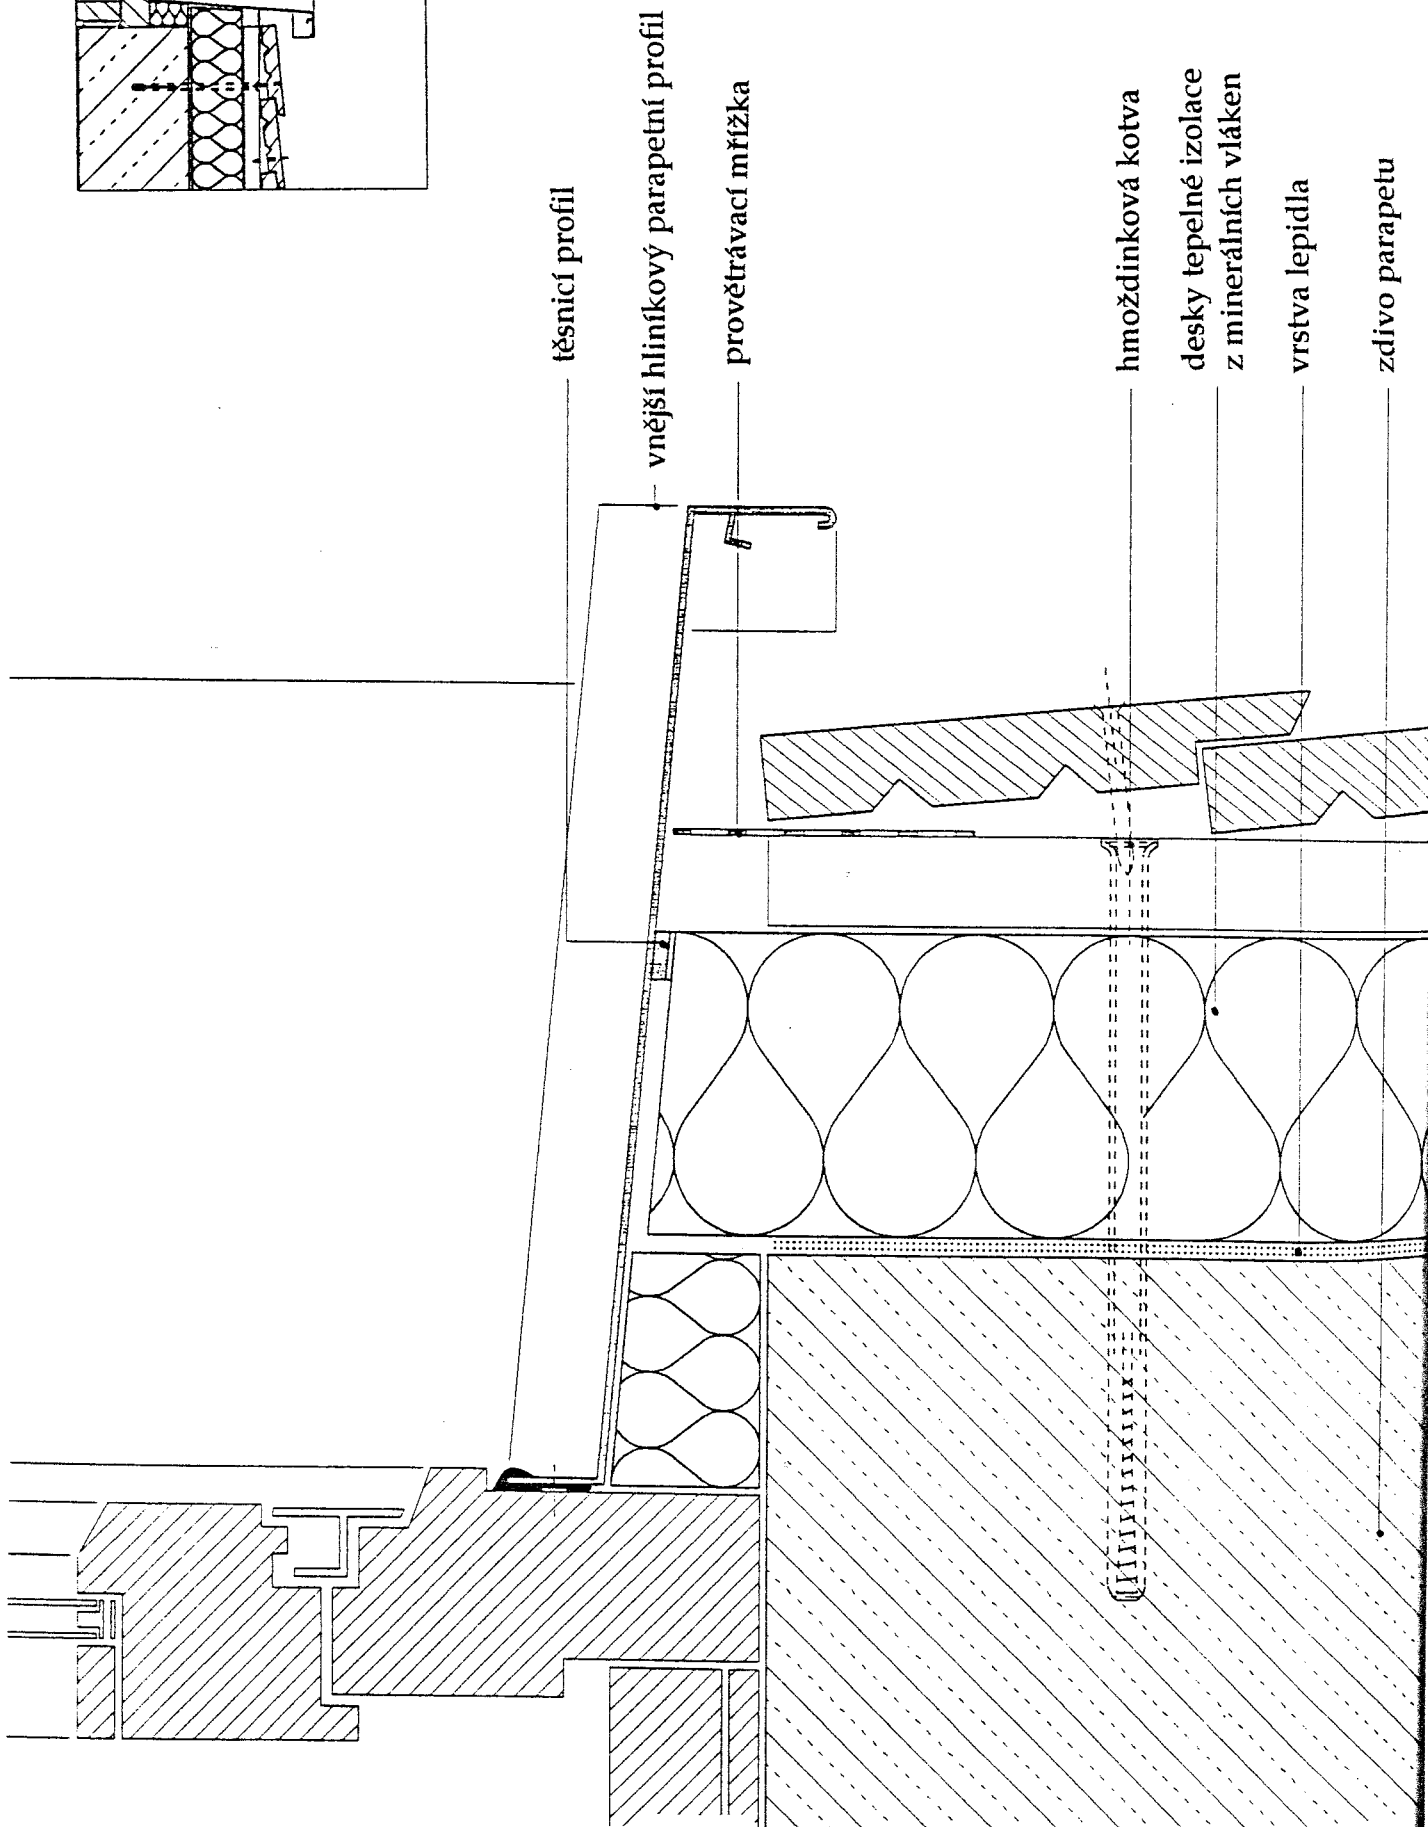 těsnicí profil
vnější hliníkový parapetní profil
provětrávací mřížka
hmoždinková kotva
desky tepelné izolace
z minerálních vláken
vrstva lepidla
zdivo parapetu